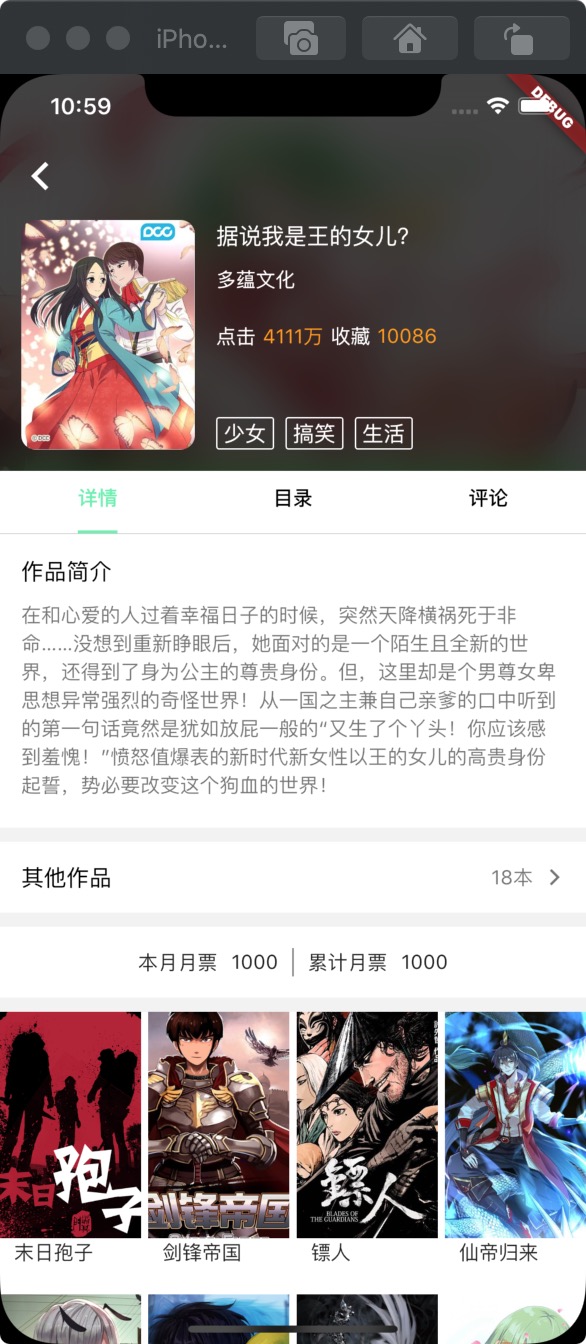 iPho...
10:59
DEBUG
DCC
据说我是王的女儿？
多蕴文化
点击 4111万 收藏 10086
©DCC
少女 搞笑 生活
详情 目录 评论
作品简介
在和心爱的人过着幸福日子的时候，突然天降横祸死于非
命……没想到重新睁眼后，她面对的是一个陌生且全新的世
界，还得到了身为公主的尊贵身份。但，这里却是个男尊女卑
思想异常强烈的奇怪世界！从一国之主兼自己亲爹的口中听到
的第一句话竟然是犹如放屁一般的“又生了个丫头！你应该感
到羞愧！”愤怒值爆表的新时代新女性以王的女儿的高贵身份
起誓，势必要改变这个狗血的世界！
其他作品 18本
本月月票 1000 累计月票 1000
末日孢子
剑锋帝国
镖人
BLADES OF
THE GUARDIANS
末日孢子 剑锋帝国 镖人 仙帝归来